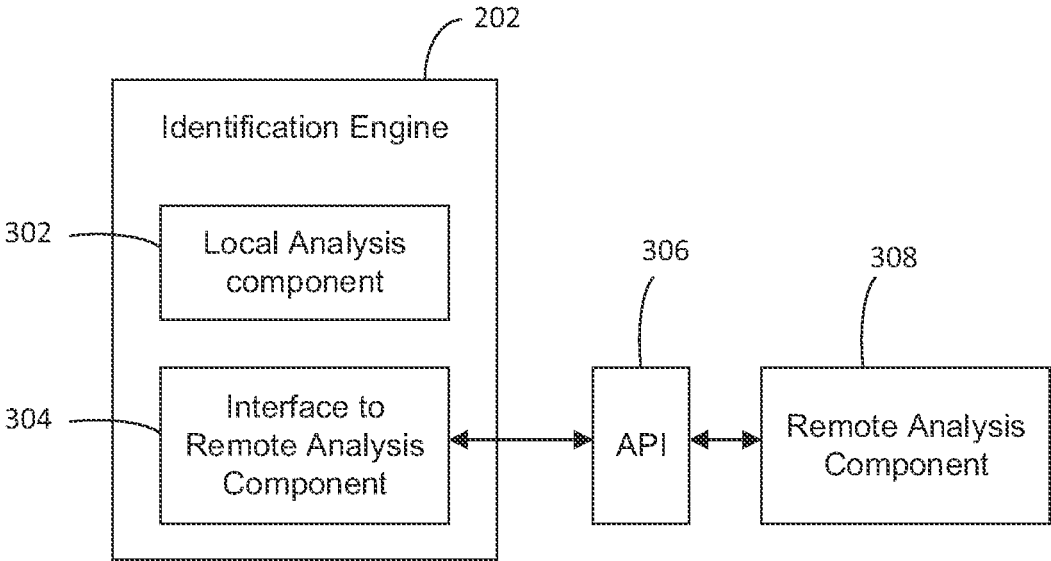 202
Identification Engine
302
Local Analysis
component
306
308
304
Interface to
Remote Analysis
Component
API
Remote Analysis
Component